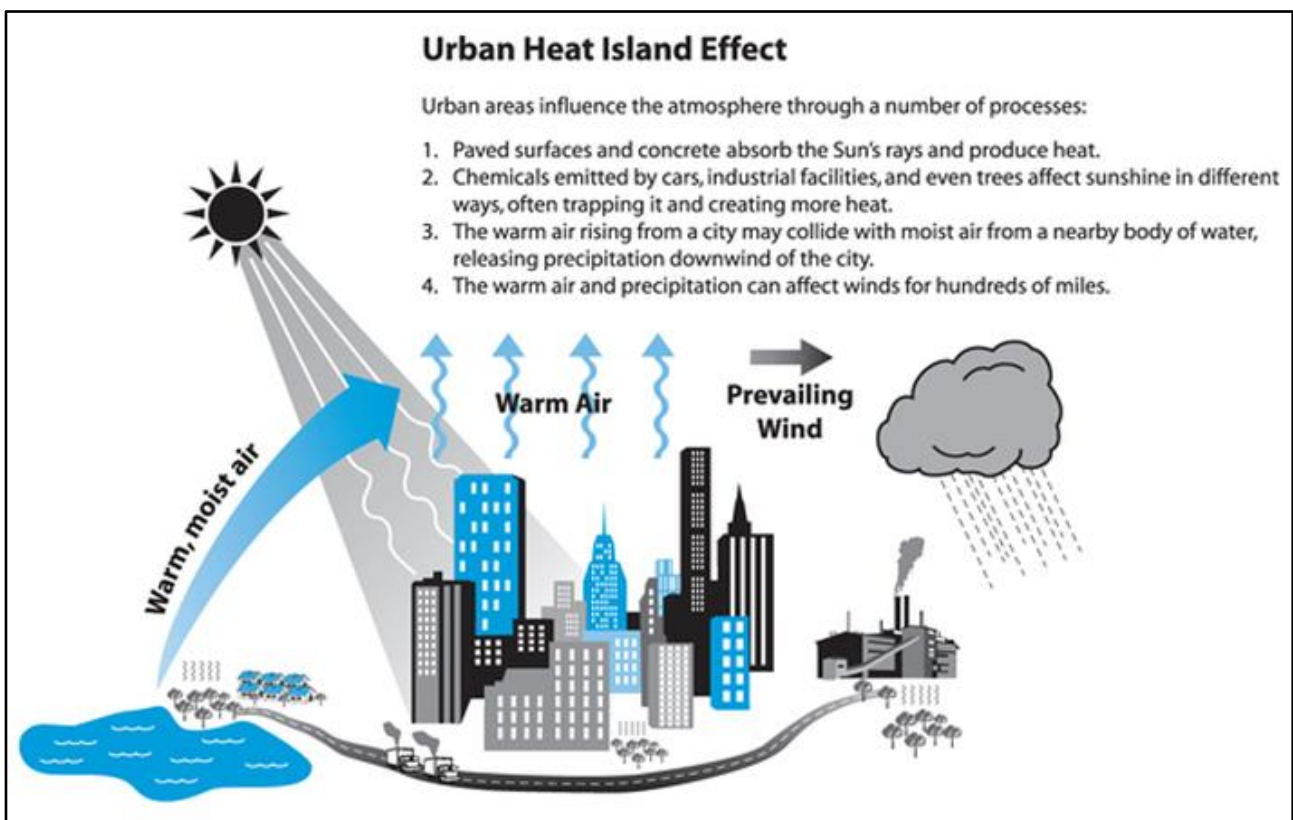 Urban Heat Island Effect
Urban areas influence the atmosphere through a number of processes:
1. Paved surfaces and concrete absorb the Sun's rays and produce heat.
2. Chemicals emitted by cars, industrial facilities, and even trees affect sunshine in different
ways, often trapping it and creating more heat.
3. The warm air rising from a city may collide with moist air from a nearby body of water,
releasing precipitation downwind of the city.
4. The warm air and precipitation can affect winds for hundreds of miles.
Warm, moist air
Warm Air
Prevailing
Wind